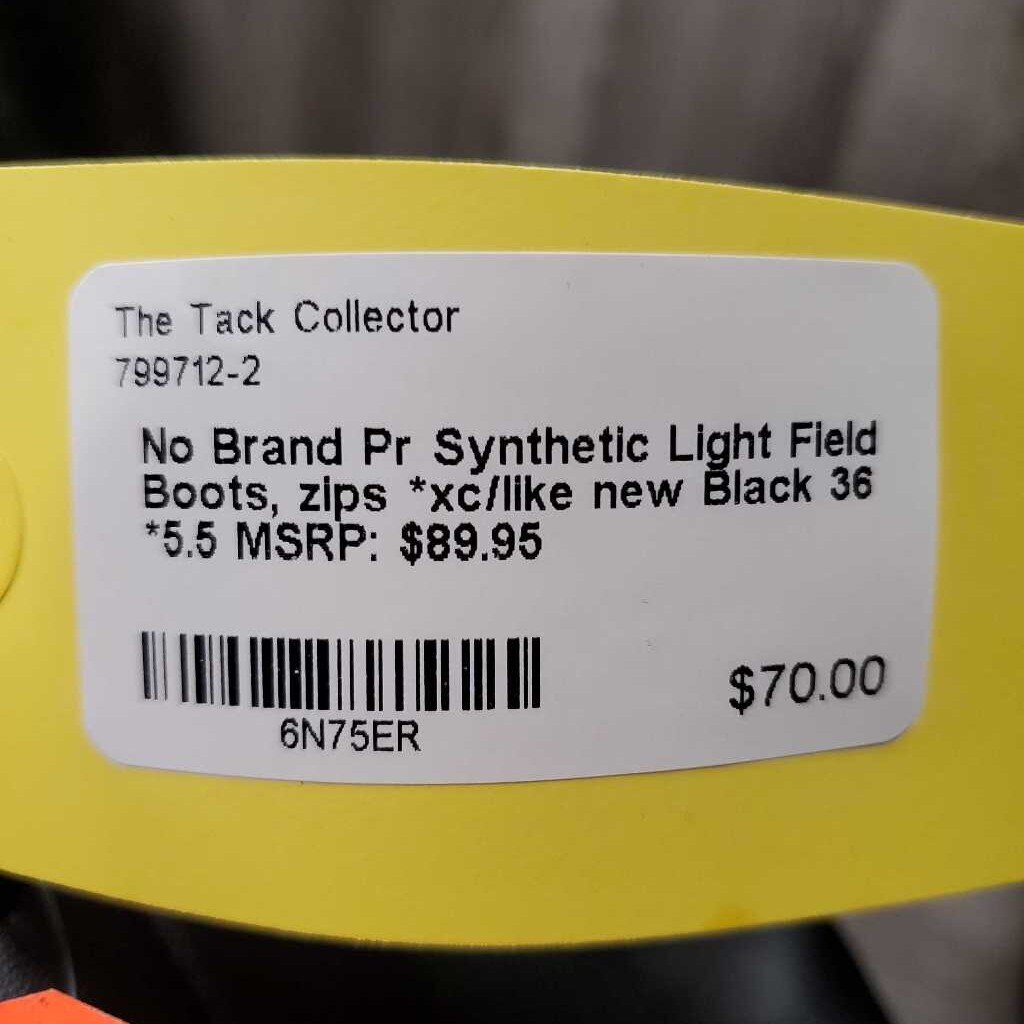 The Tack Collector
799712-2
No Brand Pr Synthetic Light Field
Boots, zips *xc/like new Black 36
*5.5 MSRP: $89.95
6N75ER
$70.00